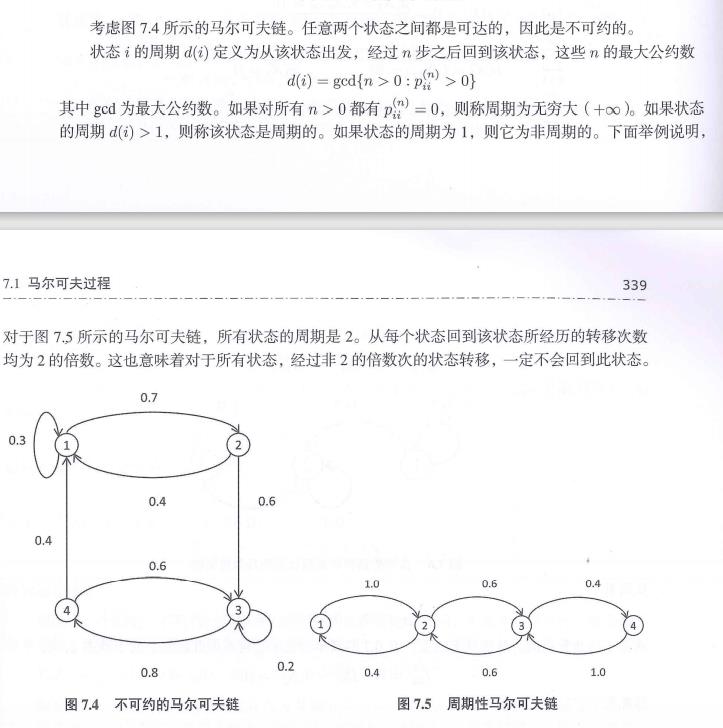 考虑图 7.4 所示的马尔可夫链。任意两个状态之间都是可达的，因此是不可约的。
状态 i 的周期 d(i) 定义为从该状态出发，经过 n 步之后回到该状态，这些 n 的最大公约数
d(i) = gcd{n > 0 : p_{ii}^{(n)} > 0}
其中 gcd 为最大公约数。如果对所有 n > 0 都有 p_{ii}^{(n)} = 0，则称周期为无穷大（+∞）。如果状态
的周期 d(i) > 1，则称该状态是周期的。如果状态的周期为 1，则它为非周期的。下面举例说明，
7.1 马尔可夫过程 339
对于图 7.5 所示的马尔可夫链，所有状态的周期是 2。从每个状态回到该状态所经历的转移次数
均为 2 的倍数。这也意味着对于所有状态，经过非 2 的倍数次的状态转移，一定不会回到此状态。
0.7
0.3
1
2
0.4
0.6
0.4
0.6
4
3
0.2
0.8
1.0 0.6 0.4
1 2 3 4
0.4 0.6 1.0
图 7.4 不可约的马尔可夫链
图 7.5 周期性马尔可夫链